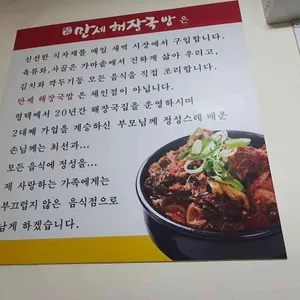 만세 해장국밥은
신선한 식자재를 매일 새벽 시장에서 구입합니다.
육류와, 사골은 가마솥에서 진하게 삶아 우리고,
김치와 깍두기등 모든 음식을 직접 조리합니다.
만세 해장국밥 은 체인점이 아닙니다.
평택에서 20년간 해장국집을 운영하시며
2대째 가업을 계승하신 부모님께 정성스레 배운
손님께는 최선과...
모든 음식에 정성을...
제 사랑하는 가족에게는
부끄럽지 않은 음식점으로
남게 하겠습니다.